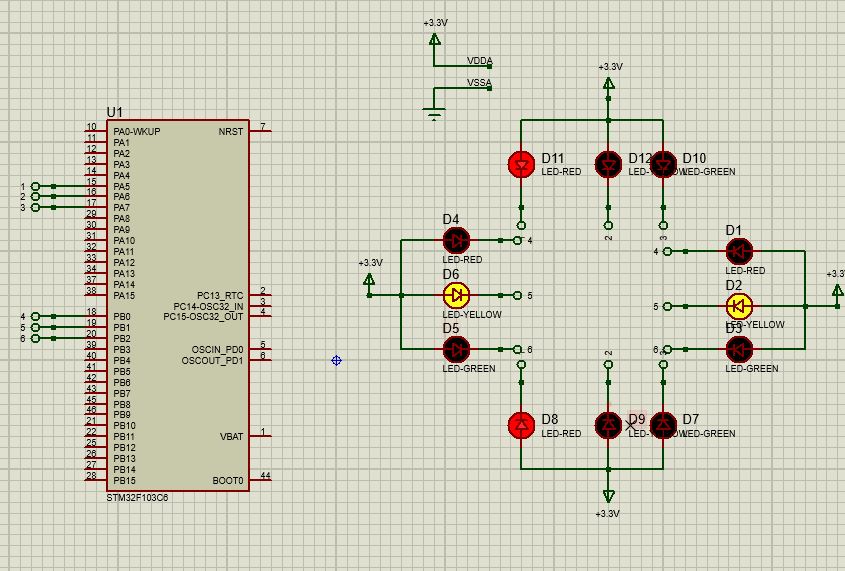 +3.3V
VDDA
VSSA
+3.3V
U1
10 PA0-WKUP NRST 7
11 PA1
12 PA2
13 PA3
14 PA4
1 15 PA5
2 16 PA6
3 17 PA7
29 PA8
30 PA9
31 PA10
32 PA11
33 PA12
34 PA13
37 PA14
38 PA15 PC13_RTC 2
PC14-OSC32_IN 3
4 18 PB0 PC15-OSC32_OUT 4
5 19 PB1
6 20 PB2
39 PB3 OSCIN_PD0 5
40 PB4 OSCOUT_PD1 6
41 PB5
42 PB6
43 PB7
45 PB8
46 PB9
21 PB10
22 PB11 VBAT 1
25 PB12
26 PB13
27 PB14
28 PB15 BOOT0 44
STM32F103C6
D11
LED-RED
D12
D10
LED-GREEN
2
3
D4
4
LED-RED
D1
4
LED-RED
+3.3V
D6
5
LED-YELLOW
D2
5
LED-YELLOW
+3.3V
D5
6
LED-GREEN
D3
6
LED-GREEN
2
D8
LED-RED
D9
D7
LED-GREEN
+3.3V